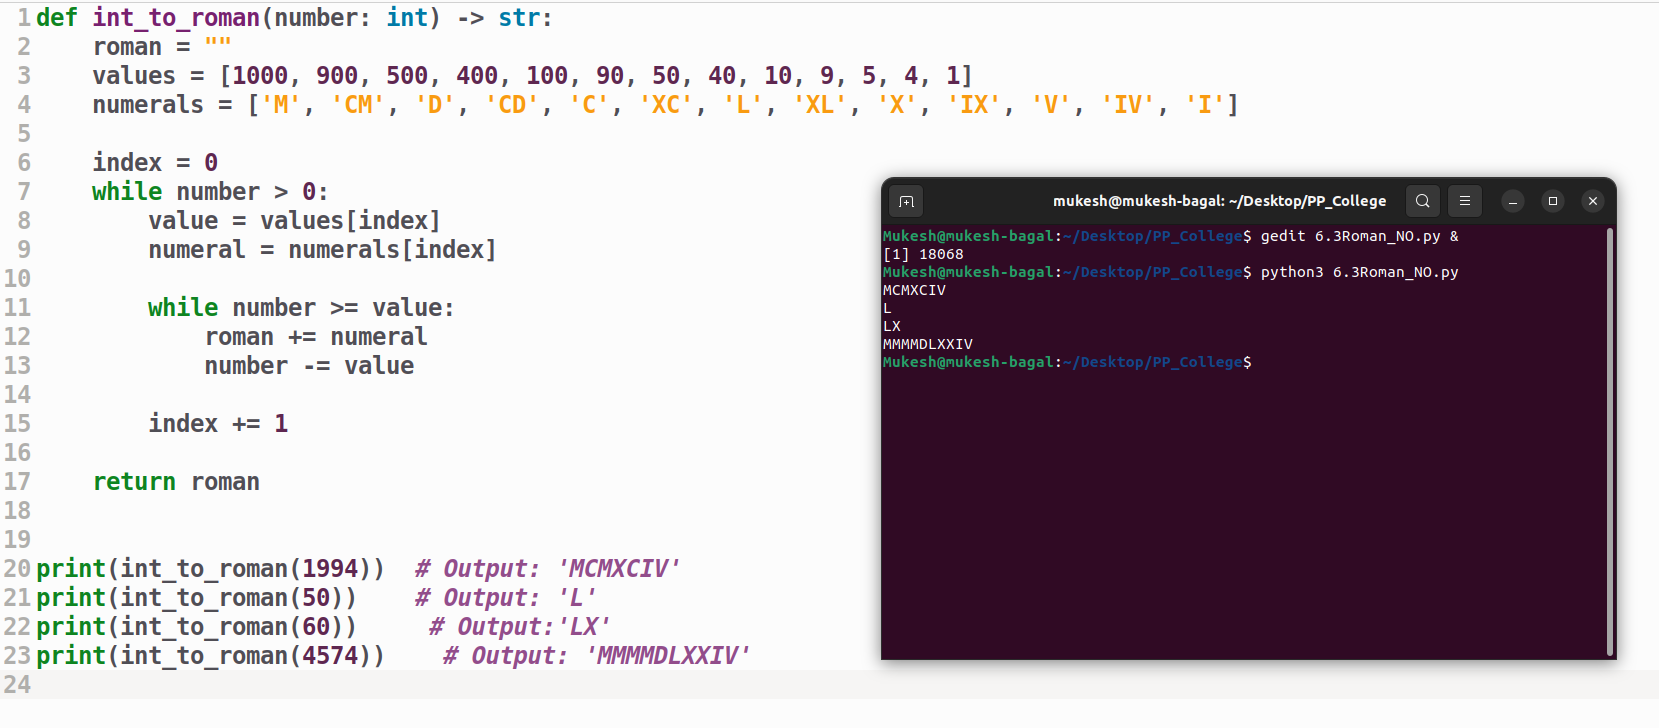 1 def int_to_roman(number: int) -> str:
2     roman = ""
3     values = [1000, 900, 500, 400, 100, 90, 50, 40, 10, 9, 5, 4, 1]
4     numerals = ['M', 'CM', 'D', 'CD', 'C', 'XC', 'L', 'XL', 'X', 'IX', 'V', 'IV', 'I']
5
6     index = 0
7     while number > 0:
8         value = values[index]
9         numeral = numerals[index]
10
11         while number >= value:
12             roman += numeral
13             number -= value
14
15         index += 1
16
17     return roman
18
19
20 print(int_to_roman(1994))  # Output: 'MCMXCIV'
21 print(int_to_roman(50))    # Output: 'L'
22 print(int_to_roman(60))     # Output:'LX'
23 print(int_to_roman(4574))    # Output: 'MMMMDLXXIV'
24
mukesh@mukesh-bagal: ~/Desktop/PP_College
Mukesh@mukesh-bagal:~/Desktop/PP_College$ gedit 6.3Roman_NO.py &
[1] 18068
Mukesh@mukesh-bagal:~/Desktop/PP_College$ python3 6.3Roman_NO.py
MCMXCIV
L
LX
MMMMDLXXIV
Mukesh@mukesh-bagal:~/Desktop/PP_College$